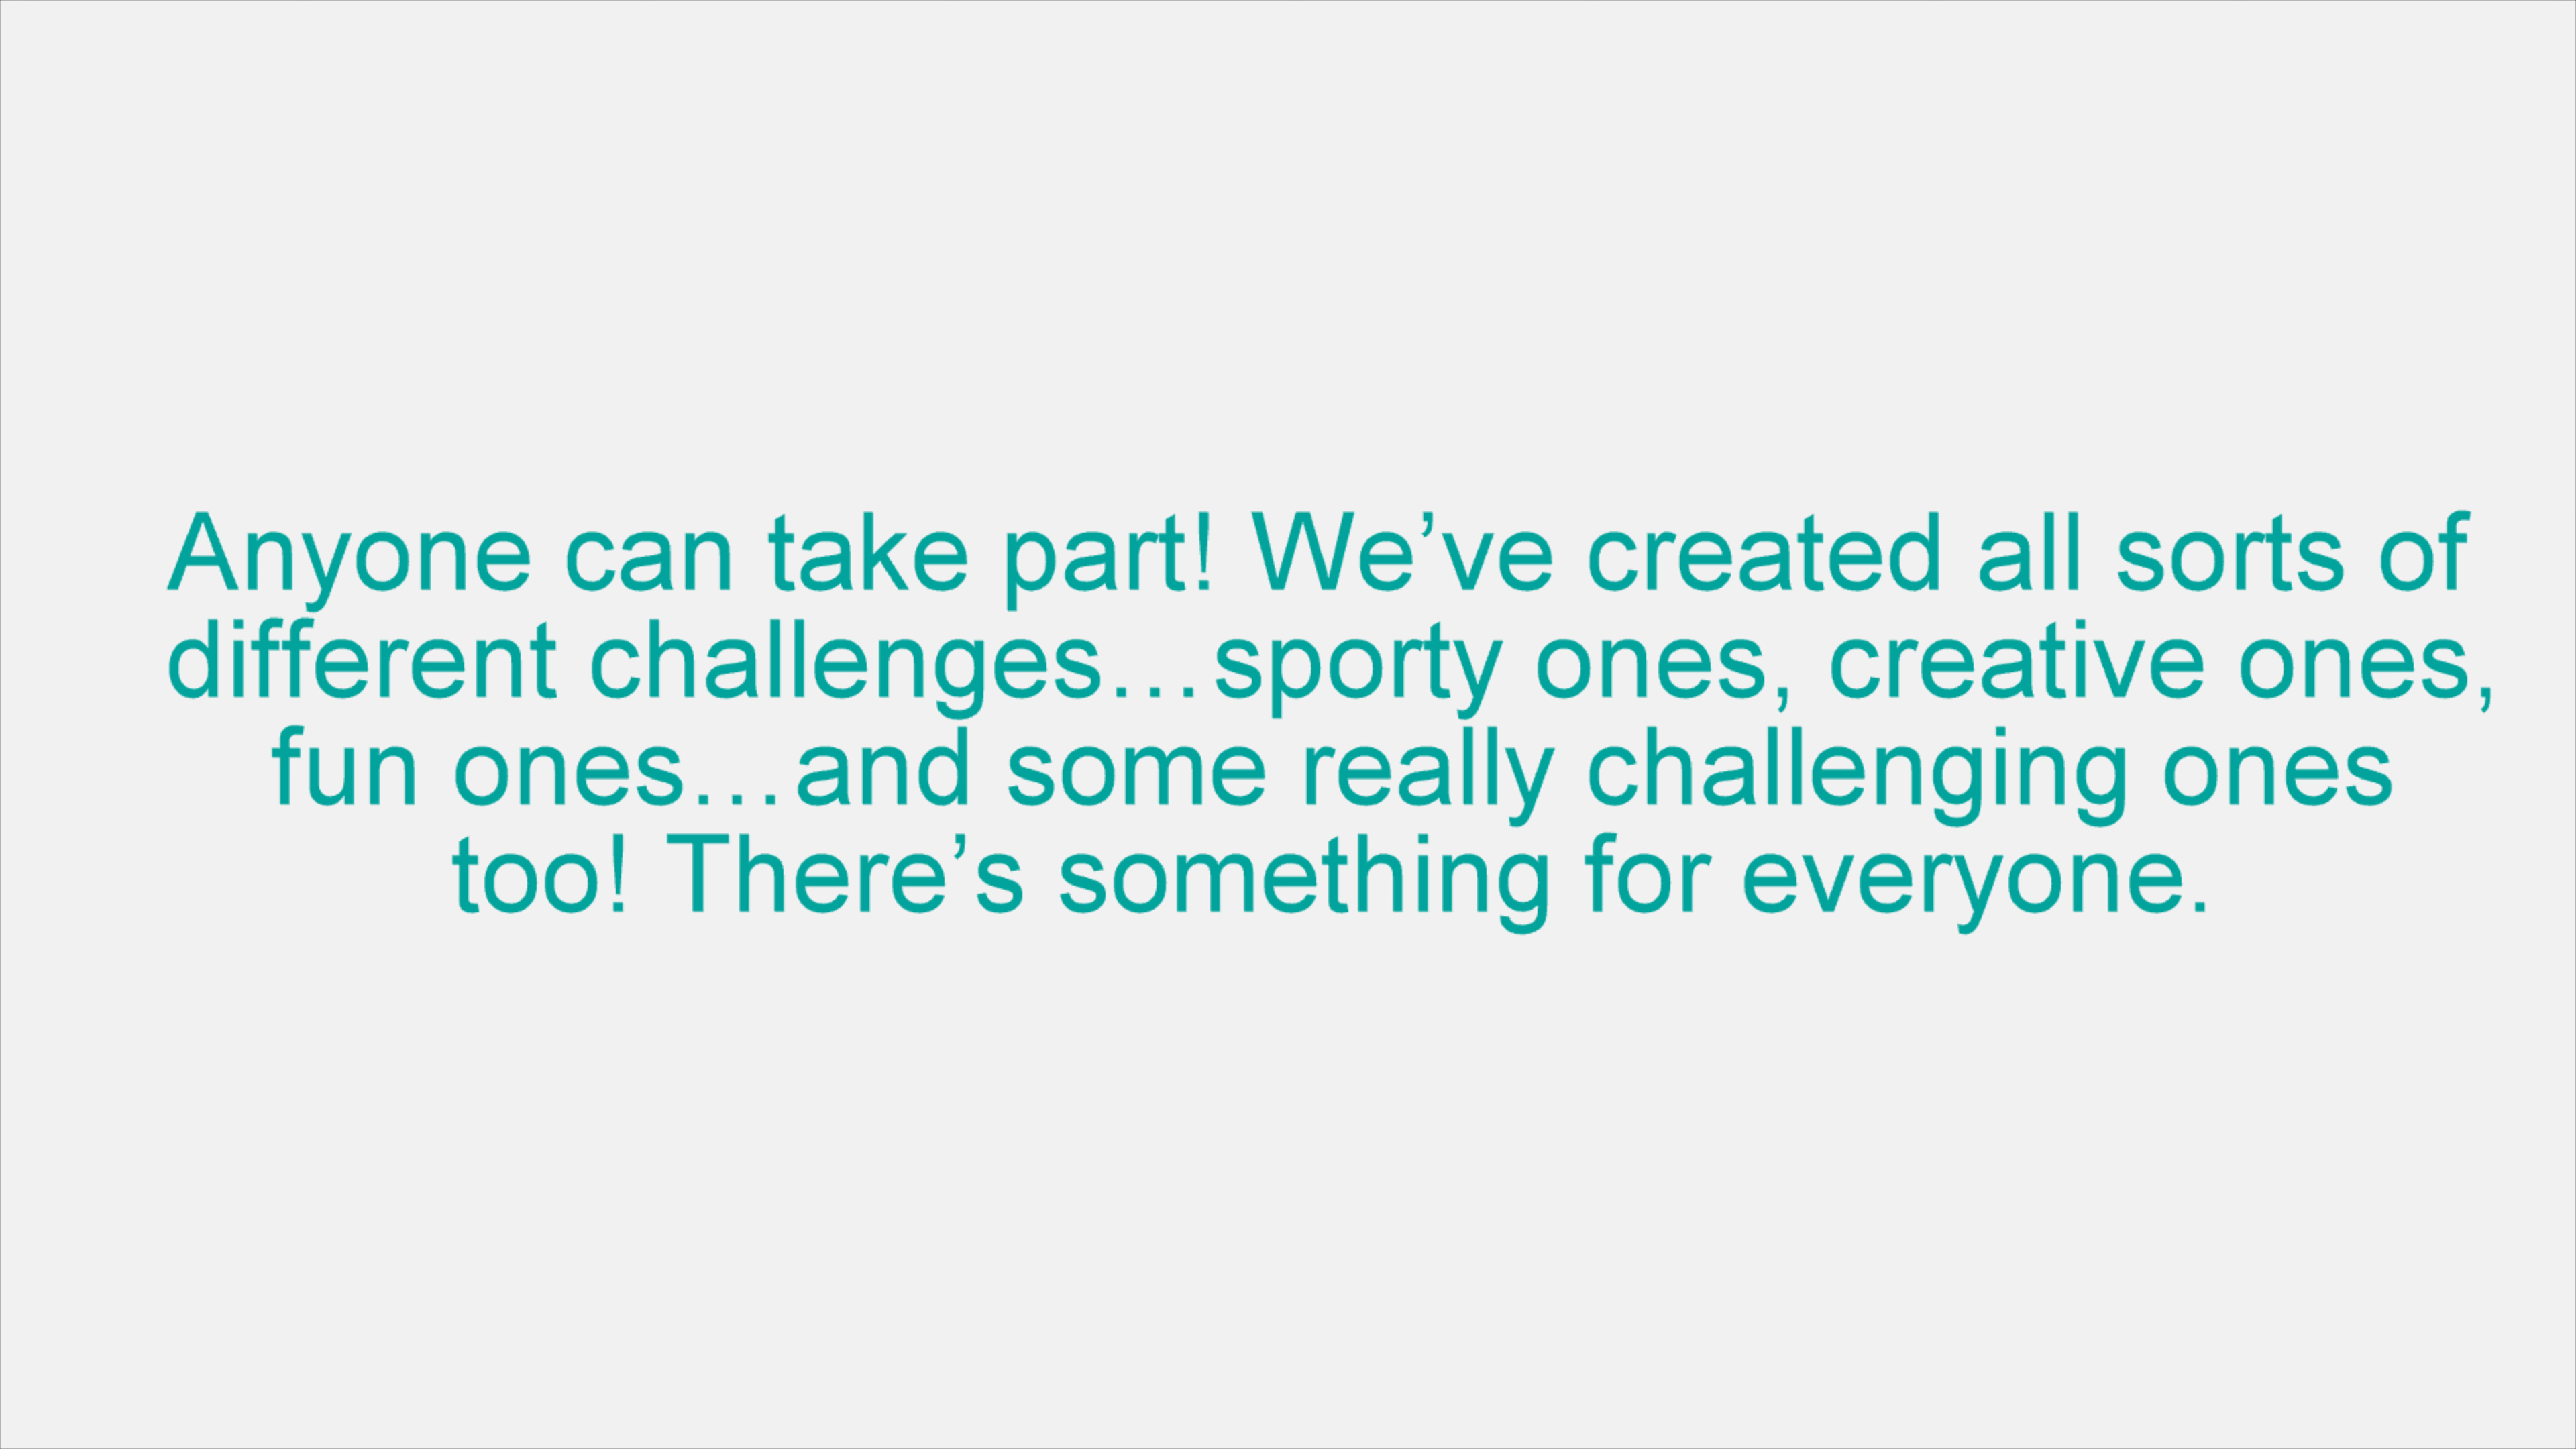 Anyone can take part! We’ve created all sorts of
different challenges…sporty ones, creative ones,
fun ones…and some really challenging ones
too! There’s something for everyone.